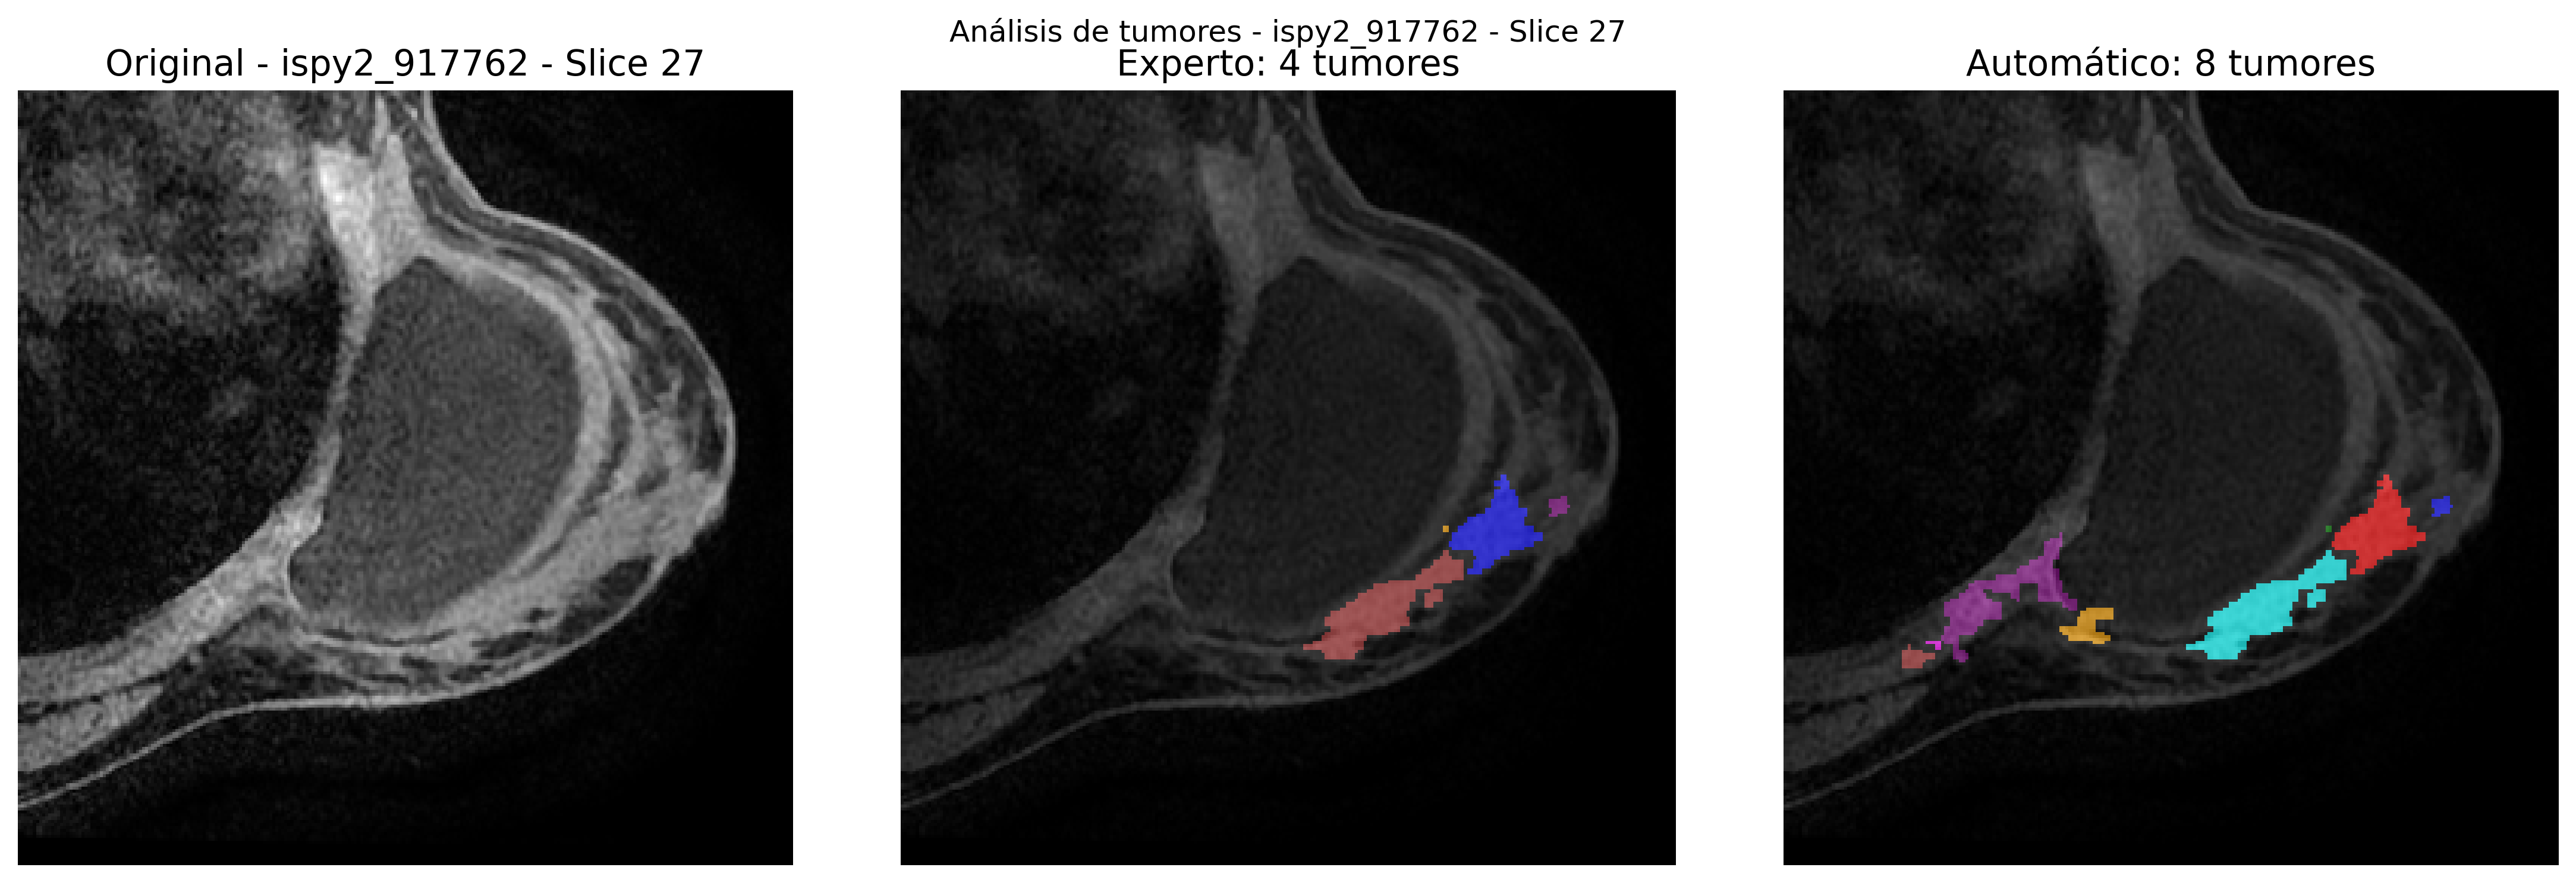 Análisis de tumores - ispy2_917762 - Slice 27
Original - ispy2_917762 - Slice 27
Experto: 4 tumores
Automático: 8 tumores